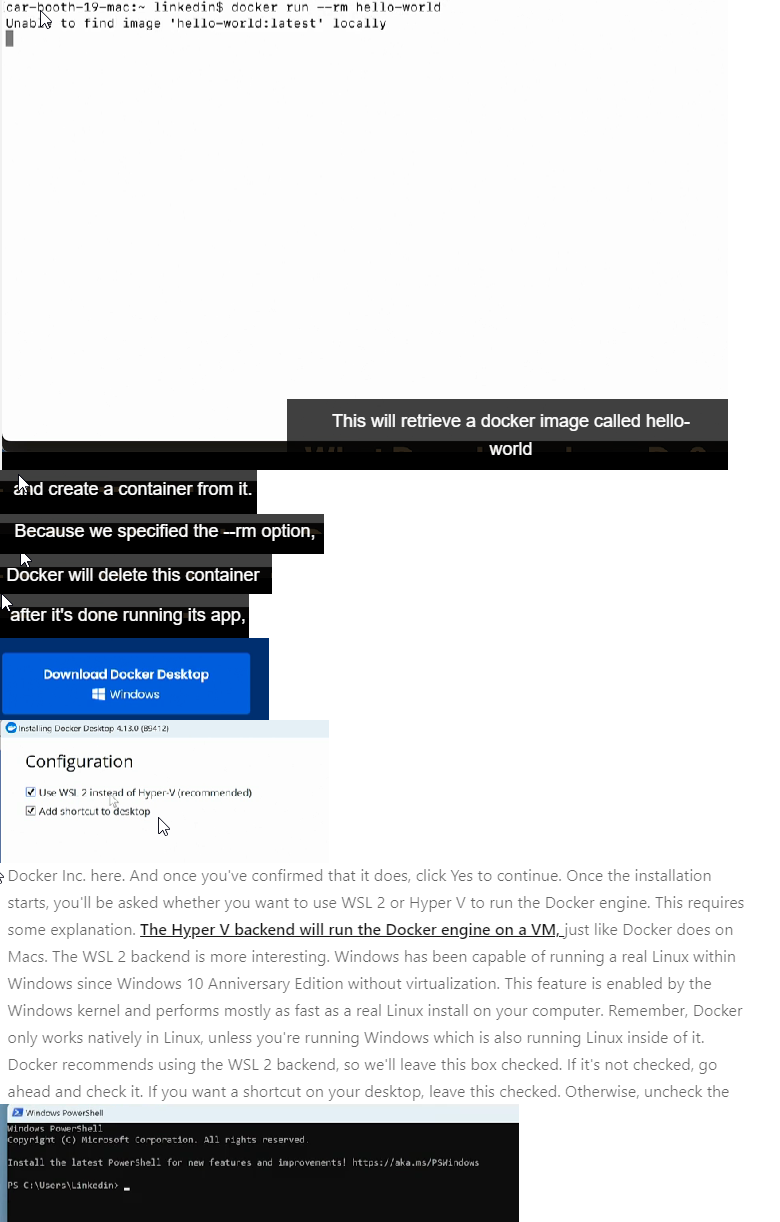 car-booth-19-mac:~ linkedin$ docker run --rm hello-world
Unable to find image 'hello-world:latest' locally
This will retrieve a docker image called hello-
world
and create a container from it.
Because we specified the --rm option,
Docker will delete this container
after it's done running its app,
Download Docker Desktop
Windows
Installing Docker Desktop 4.13.0 (89412)
Configuration
Use WSL 2 instead of Hyper-V (recommended)
Add shortcut to desktop
Docker Inc. here. And once you've confirmed that it does, click Yes to continue. Once the installation
starts, you'll be asked whether you want to use WSL 2 or Hyper V to run the Docker engine. This requires
some explanation. The Hyper V backend will run the Docker engine on a VM, just like Docker does on
Macs. The WSL 2 backend is more interesting. Windows has been capable of running a real Linux within
Windows since Windows 10 Anniversary Edition without virtualization. This feature is enabled by the
Windows kernel and performs mostly as fast as a real Linux install on your computer. Remember, Docker
only works natively in Linux, unless you're running Windows which is also running Linux inside of it.
Docker recommends using the WSL 2 backend, so we'll leave this box checked. If it's not checked, go
ahead and check it. If you want a shortcut on your desktop, leave this checked. Otherwise, uncheck the
Windows PowerShell
Windows PowerShell
Copyright (C) Microsoft Corporation. All rights reserved.
Install the latest PowerShell for new features and improvements! https://aka.ms/PSWindows
PS C:\Users\Linkedin>